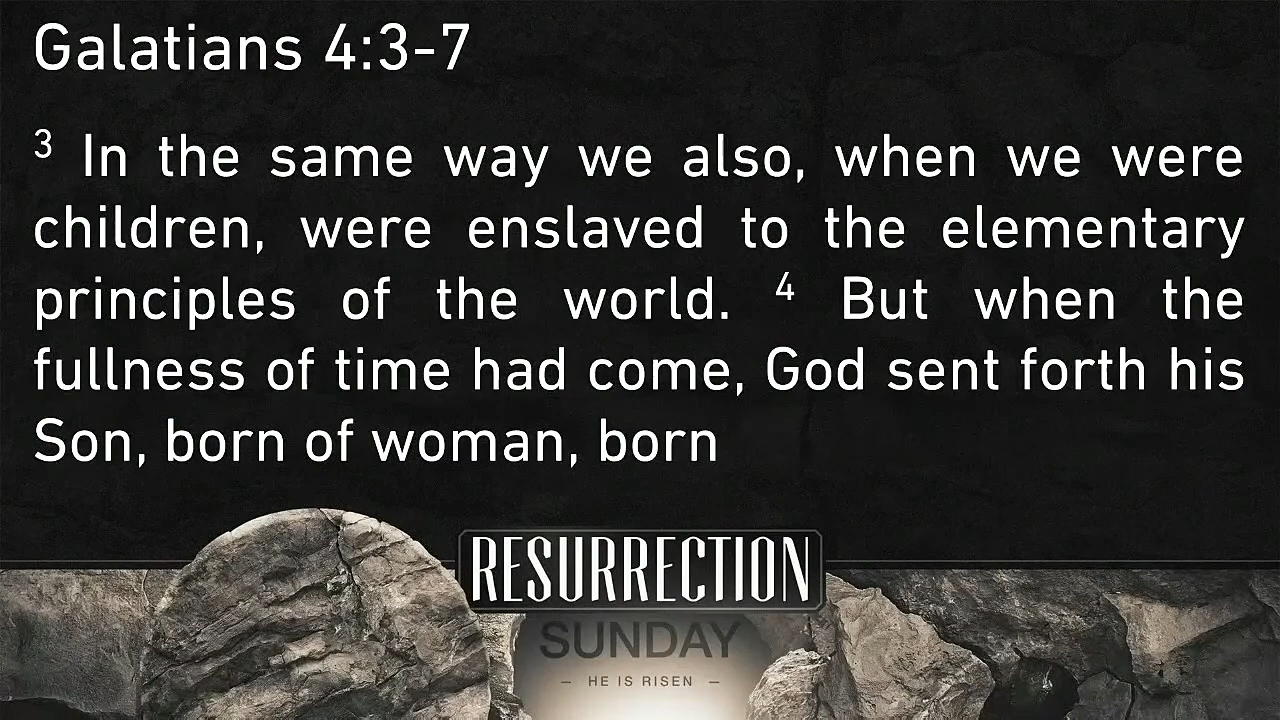 Galatians 4:3-7
³ In the same way we also, when we were
children, were enslaved to the elementary
principles of the world. ⁴ But when the
fullness of time had come, God sent forth his
Son, born of woman, born
RESURRECTION
SUNDAY
– HE IS RISEN –